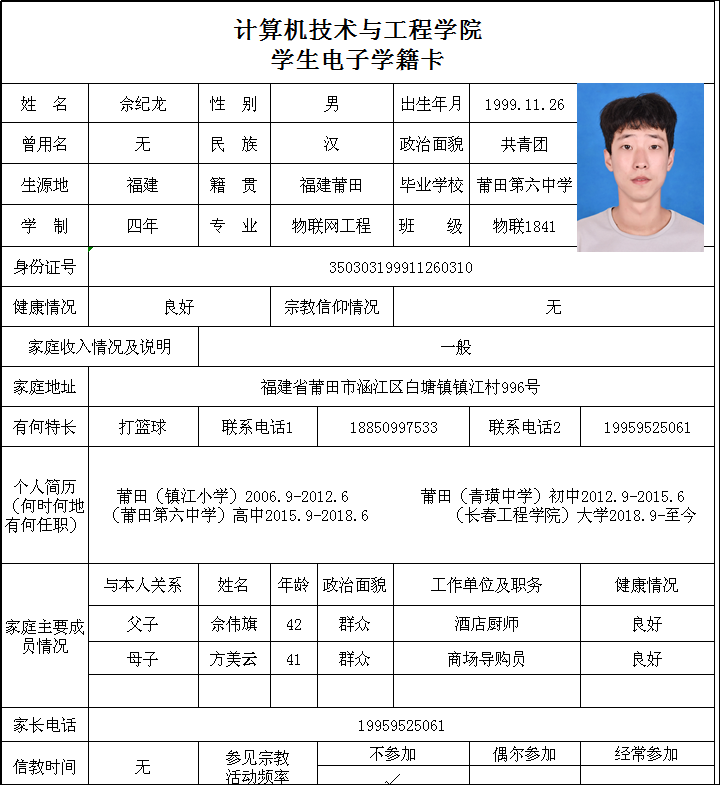 计算机技术与工程学院
学生电子学籍卡
姓 名 佘纪龙 性 别 男 出生年月 1999.11.26
曾用名 无 民 族 汉 政治面貌 共青团
生源地 福建 籍 贯 福建莆田 毕业学校 莆田第六中学
学 制 四年 专 业 物联网工程 班 级 物联1841
身份证号 350303199911260310
健康情况 良好 宗教信仰情况 无
家庭收入情况及说明 一般
家庭地址 福建省莆田市涵江区白塘镇镇江村996号
有何特长 打篮球 联系电话1 18850997533 联系电话2 19959525061
个人简历
（何时何地
有何任职）
莆田（镇江小学）2006.9-2012.6 莆田（青璜中学）初中2012.9-2015.6
（莆田第六中学）高中2015.9-2018.6 （长春工程学院）大学2018.9-至今
家庭主要成
员情况
与本人关系 姓名 年龄 政治面貌 工作单位及职务 健康情况
父子 佘伟旗 42 群众 酒店厨师 良好
母子 方美云 41 群众 商场导购员 良好
家长电话 19959525061
信教时间 无 参见宗教
活动频率
不参加 偶尔参加 经常参加
✓